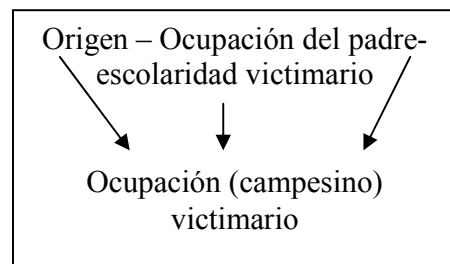 Origen – Ocupación del padre-
escolaridad victimario
Ocupación (campesino)
victimario